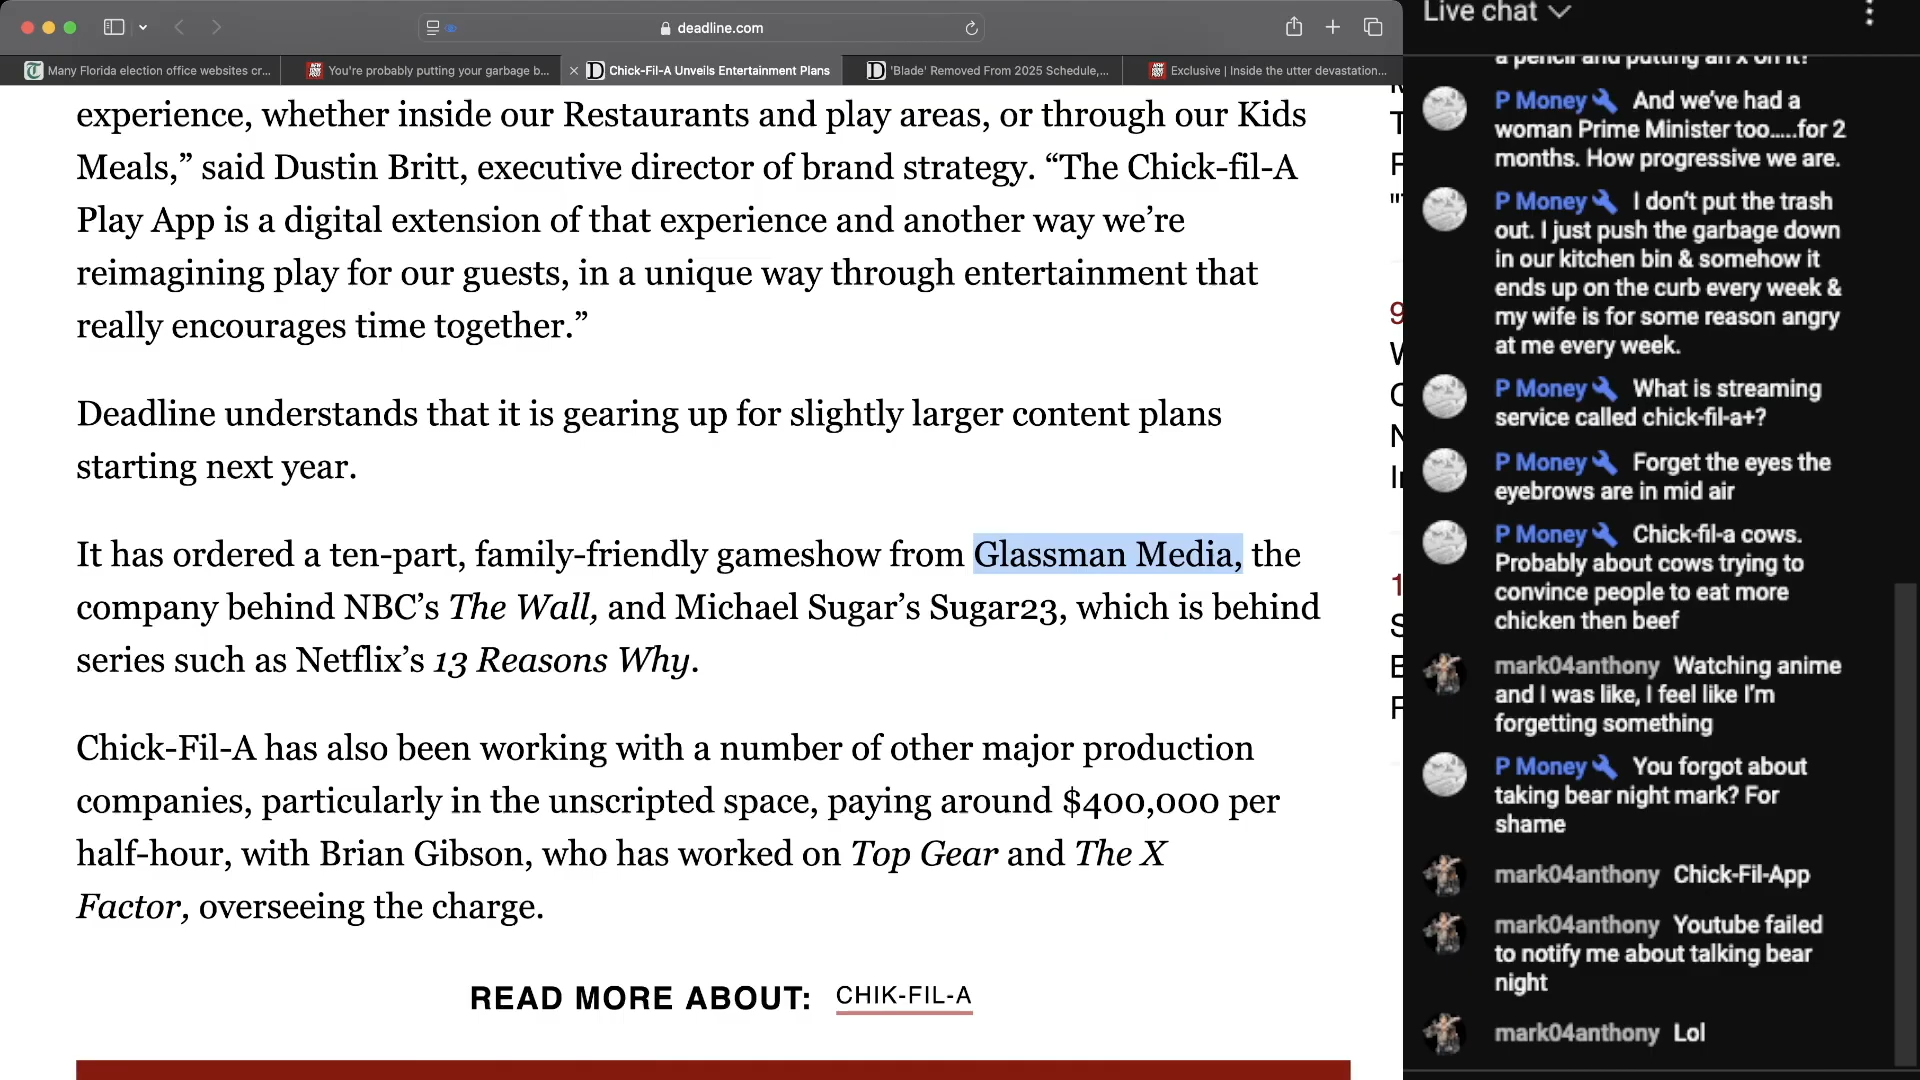 deadline.com
Many Florida election office websites cr...
You're probably putting your garbage b...
Chick-Fil-A Unveils Entertainment Plans
'Blade' Removed From 2025 Schedule,...
Exclusive | Inside the utter devastation...
experience, whether inside our Restaurants and play areas, or through our Kids
Meals,” said Dustin Britt, executive director of brand strategy. “The Chick-fil-A
Play App is a digital extension of that experience and another way we’re
reimagining play for our guests, in a unique way through entertainment that
really encourages time together.”
Deadline understands that it is gearing up for slightly larger content plans
starting next year.
It has ordered a ten-part, family-friendly gameshow from Glassman Media, the
company behind NBC’s The Wall, and Michael Sugar’s Sugar23, which is behind
series such as Netflix’s 13 Reasons Why.
Chick-Fil-A has also been working with a number of other major production
companies, particularly in the unscripted space, paying around $400,000 per
half-hour, with Brian Gibson, who has worked on Top Gear and The X
Factor, overseeing the charge.
READ MORE ABOUT: CHIK-FIL-A
Live chat
a pencil and putting an x on it?
P Money And we’ve had a
woman Prime Minister too.....for 2
months. How progressive we are.
P Money I don’t put the trash
out. I just push the garbage down
in our kitchen bin & somehow it
ends up on the curb every week &
my wife is for some reason angry
at me every week.
P Money What is streaming
service called chick-fil-a+?
P Money Forget the eyes the
eyebrows are in mid air
P Money Chick-fil-a cows.
Probably about cows trying to
convince people to eat more
chicken then beef
mark04anthony Watching anime
and I was like, I feel like I’m
forgetting something
P Money You forgot about
taking bear night mark? For
shame
mark04anthony Chick-Fil-App
mark04anthony Youtube failed
to notify me about talking bear
night
mark04anthony Lol